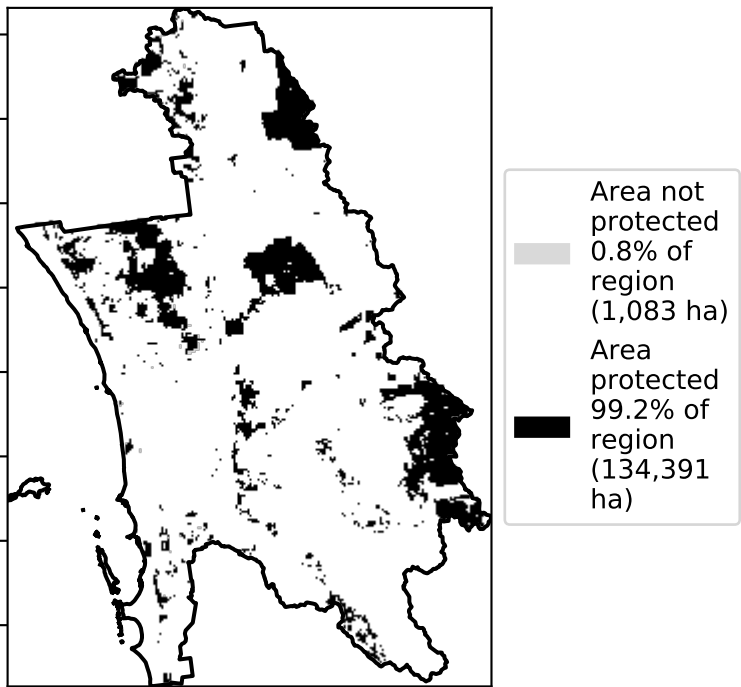 Area not
protected
0.8% of
region
(1,083 ha)
Area
protected
99.2% of
region
(134,391
ha)